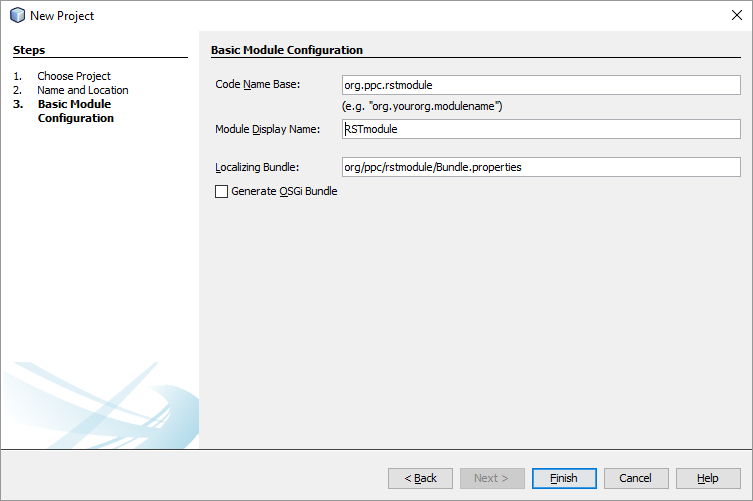 New Project
Steps
1. Choose Project
2. Name and Location
3. Basic Module
Configuration
Basic Module Configuration
Code Name Base: org.ppc.rstmodule
(e.g. "org.yourorg.modulename")
Module Display Name: RSTmodule
Localizing Bundle: org/ppc/rstmodule/Bundle.properties
Generate OSGi Bundle
< Back Next > Finish Cancel Help